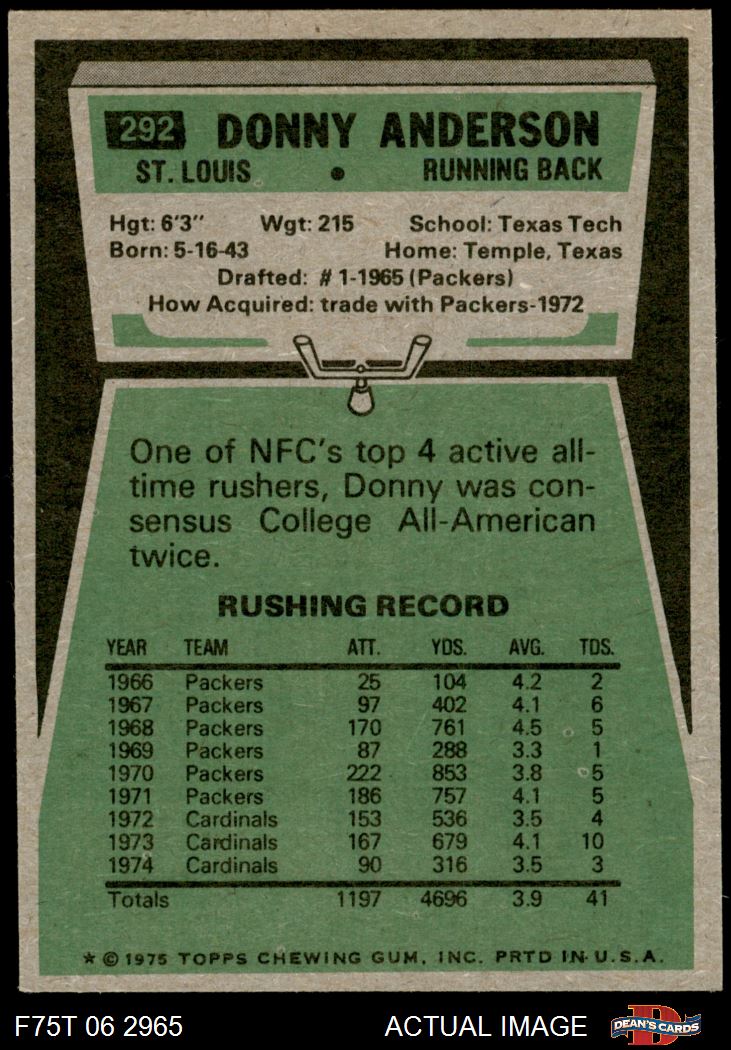 292 DONNY ANDERSON
ST. LOUIS • RUNNING BACK
Hgt: 6'3" Wgt: 215 School: Texas Tech
Born: 5-16-43 Home: Temple, Texas
Drafted: #1-1965 (Packers)
How Acquired: trade with Packers-1972
One of NFC's top 4 active all-
time rushers, Donny was con-
sensus College All-American
twice.
RUSHING RECORD
YEAR TEAM ATT. YDS. AVG. TDS.
1966 Packers 25 104 4.2 2
1967 Packers 97 402 4.1 6
1968 Packers 170 761 4.5 5
1969 Packers 87 288 3.3 1
1970 Packers 222 853 3.8 5
1971 Packers 186 757 4.1 5
1972 Cardinals 153 536 3.5 4
1973 Cardinals 167 679 4.1 10
1974 Cardinals 90 316 3.5 3
Totals 1197 4696 3.9 41
* © 1975 TOPPS CHEWING GUM, INC. PRTD IN U.S.A.
F75T 06 2965 ACTUAL IMAGE D DEAN'S CARDS